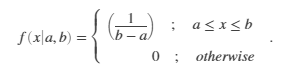 f(x|a, b) = { (1/(b − a)) ; a ≤ x ≤ b
0 ; otherwise .